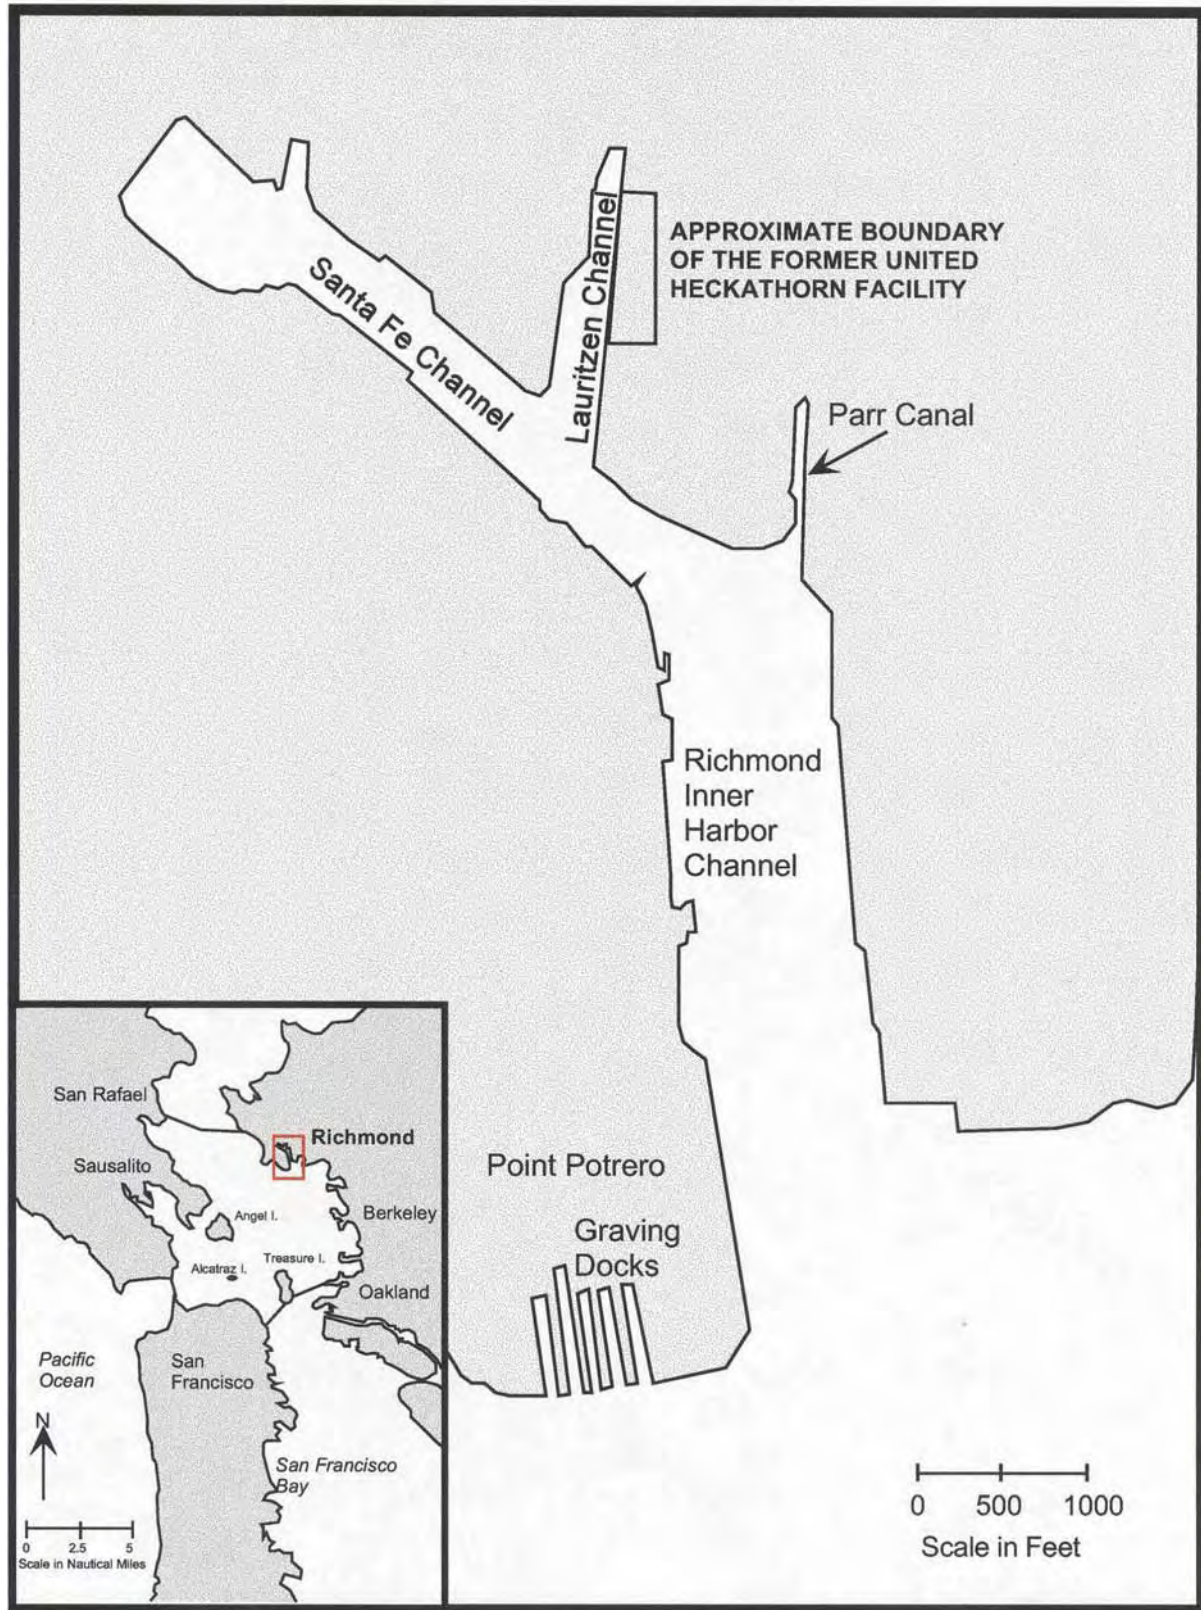 APPROXIMATE BOUNDARY
OF THE FORMER UNITED
HECKATHORN FACILITY
Santa Fe Channel
Lauritzen Channel
Parr Canal
Richmond
Inner
Harbor
Channel
Point Potrero
Graving
Docks
0 500 1000
Scale in Feet
San Rafael
Richmond
Sausalito
Angel I.
Berkeley
Alcatraz I.
Treasure I.
Oakland
Pacific
Ocean
San
Francisco
N
San Francisco
Bay
0 2.5 5
Scale in Nautical Miles